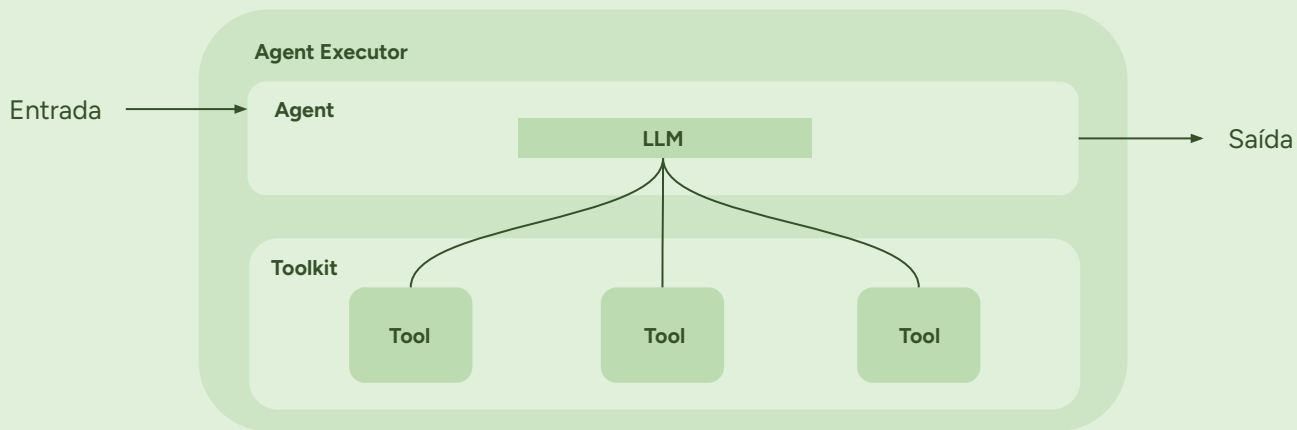 Agent Executor
Entrada
Agent
LLM
Saída
Toolkit
Tool
Tool
Tool